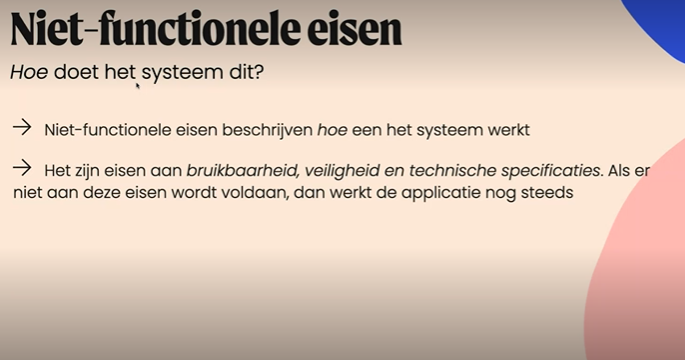 Niet-functionele eisen
Hoe doet het systeem dit?
→ Niet-functionele eisen beschrijven hoe een het systeem werkt
→ Het zijn eisen aan bruikbaarheid, veiligheid en technische specificaties. Als er
niet aan deze eisen wordt voldaan, dan werkt de applicatie nog steeds